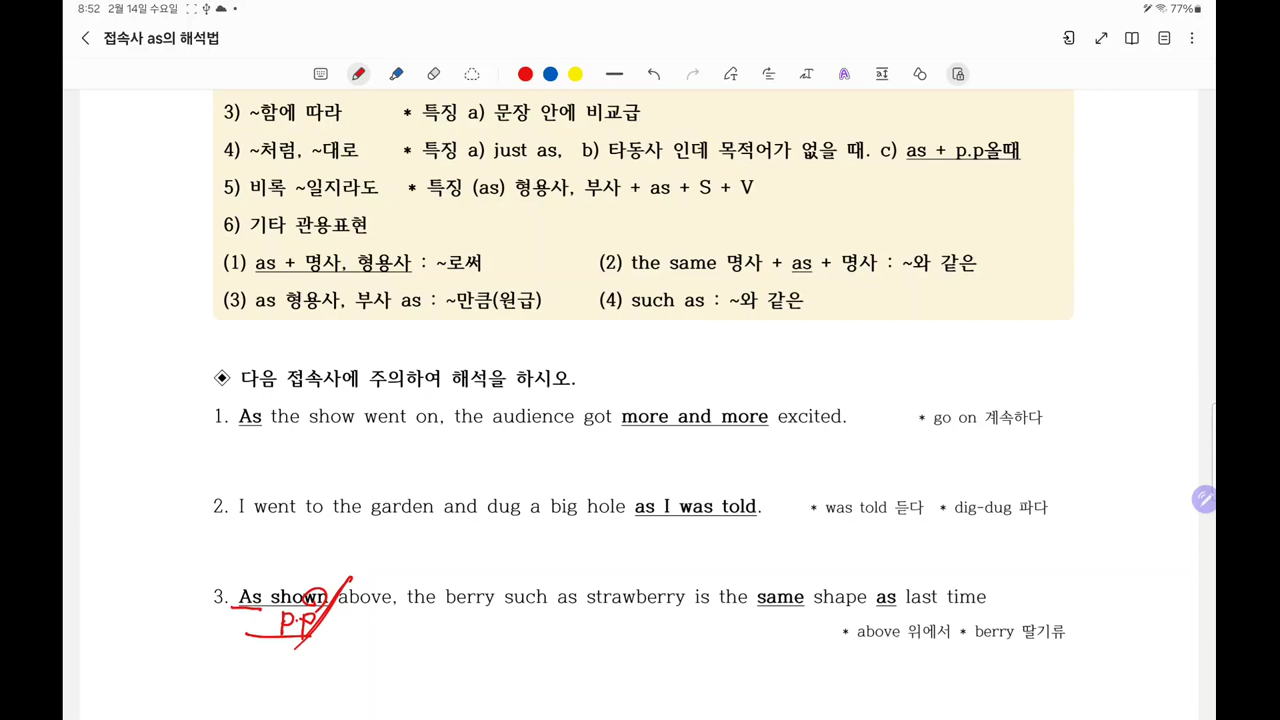 8:52 2월 14일 수요일 77%
접속사 as의 해석법
3) ~함에 따라 * 특징 a) 문장 안에 비교급
4) ~처럼, ~대로 * 특징 a) just as, b) 타동사 인데 목적어가 없을 때. c) as + p.p올때
5) 비록 ~일지라도 * 특징 (as) 형용사, 부사 + as + S + V
6) 기타 관용표현
(1) as + 명사, 형용사 : ~로써 (2) the same 명사 + as + 명사 : ~와 같은
(3) as 형용사, 부사 as : ~만큼(원급) (4) such as : ~와 같은
◈ 다음 접속사에 주의하여 해석을 하시오.
1. As the show went on, the audience got more and more excited. * go on 계속하다
2. I went to the garden and dug a big hole as I was told. * was told 듣다 * dig-dug 파다
3. As shown above, the berry such as strawberry is the same shape as last time
p.p
* above 위에서 * berry 딸기류